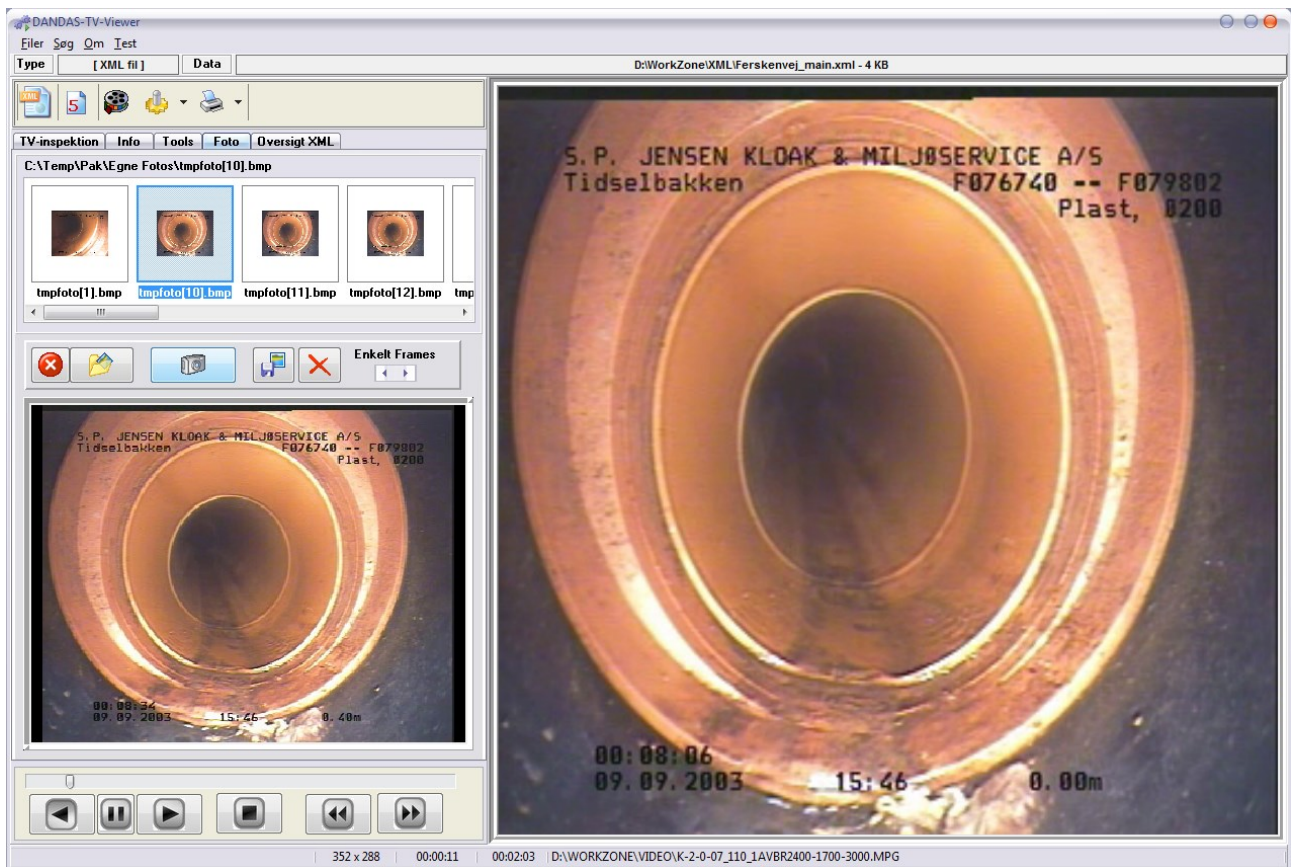 DANDAS-TV-Viewer
Filer Søg Om Test
Type [ XML fil ] Data D:\WorkZone\XML\Ferskenvej_main.xml - 4 KB
XML 5
TV-inspektion Info Tools Foto Oversigt XML
C:\Temp\Pak\Egne Fotos\tmpfoto[10].bmp
tmpfoto[1].bmp tmpfoto[10].bmp tmpfoto[11].bmp tmpfoto[12].bmp tmp
Enkelt Frames
S.P. JENSEN KLOAK & MILJØSERVICE A/S
Tidselbakken F076740 -- F079802
Plast, Ø200
00:08:34
09.09.2003 15:46 0.40m
S.P. JENSEN KLOAK & MILJØSERVICE A/S
Tidselbakken F076740 -- F079802
Plast, Ø200
00:08:06
09.09.2003 15:46 0.00m
352 x 288 00:00:11 00:02:03 D:\WORKZONE\VIDEO\K-2-0-07_110_1AVBR2400-1700-3000.MPG